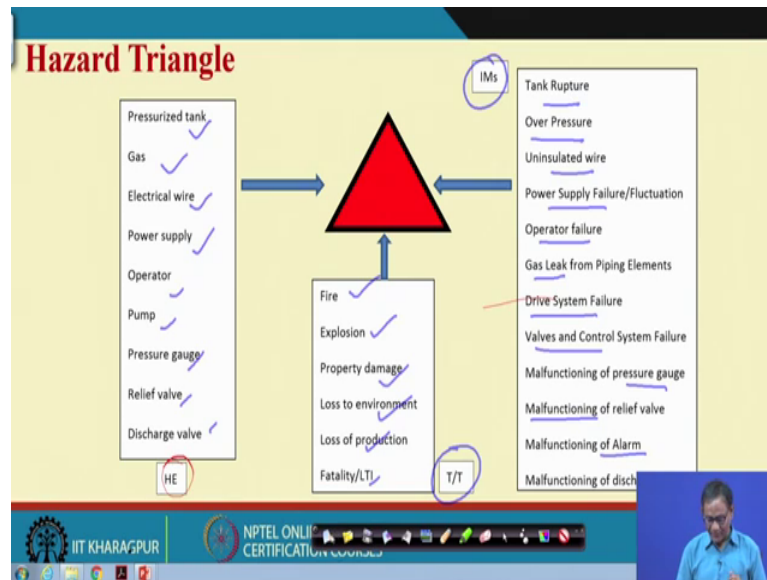 Hazard Triangle
IMs
Pressurized tank
Gas
Electrical wire
Power supply
Operator
Pump
Pressure gauge
Relief valve
Discharge valve
HE
Fire
Explosion
Property damage
Loss to environment
Loss of production
Fatality/LTI
T/T
Tank Rupture
Over Pressure
Uninsulated wire
Power Supply Failure/Fluctuation
Operator failure
Gas Leak from Piping Elements
Drive System Failure
Valves and Control System Failure
Malfunctioning of pressure gauge
Malfunctioning of relief valve
Malfunctioning of Alarm
Malfunctioning of
IIT KHARAGPUR
NPTEL
CERTIFICATION COURSES